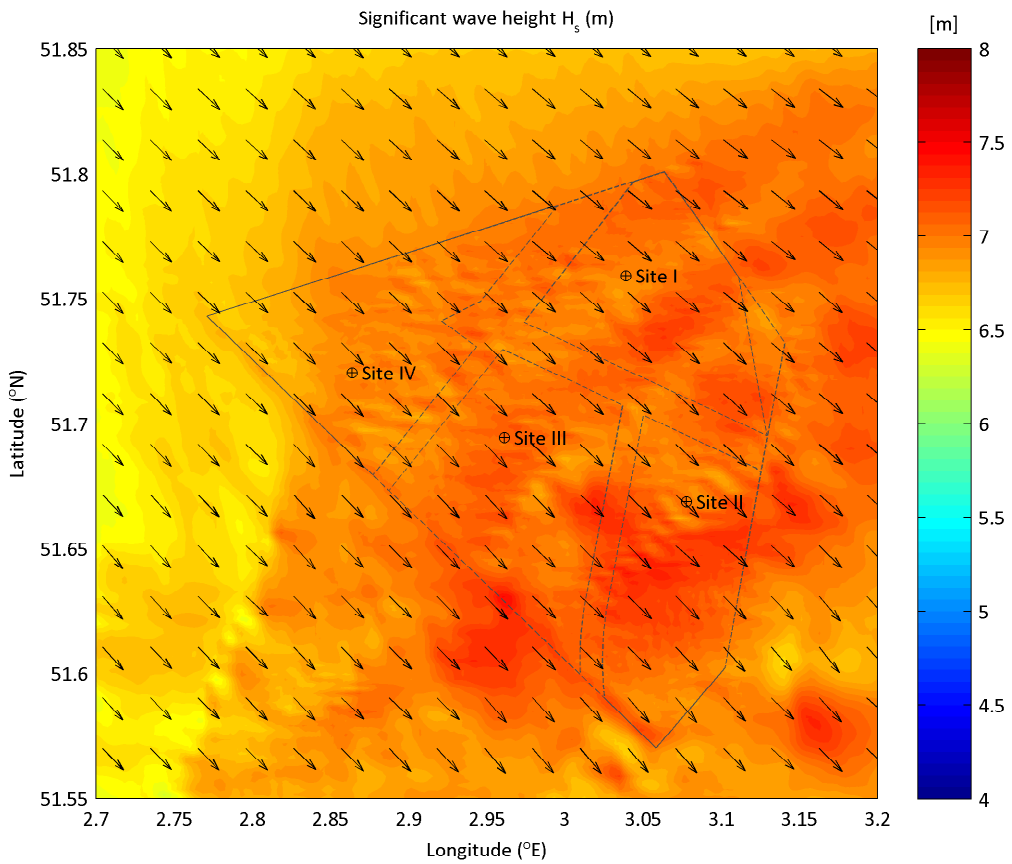 Significant wave height Hs (m)
[m]
51.85
51.8
51.75
51.7
51.65
51.6
51.55
Latitude (ON)
2.7 2.75 2.8 2.85 2.9 2.95 3 3.05 3.1 3.15 3.2
Longitude (OE)
Site I
Site IV
Site III
Site II
8
7.5
7
6.5
6
5.5
5
4.5
4